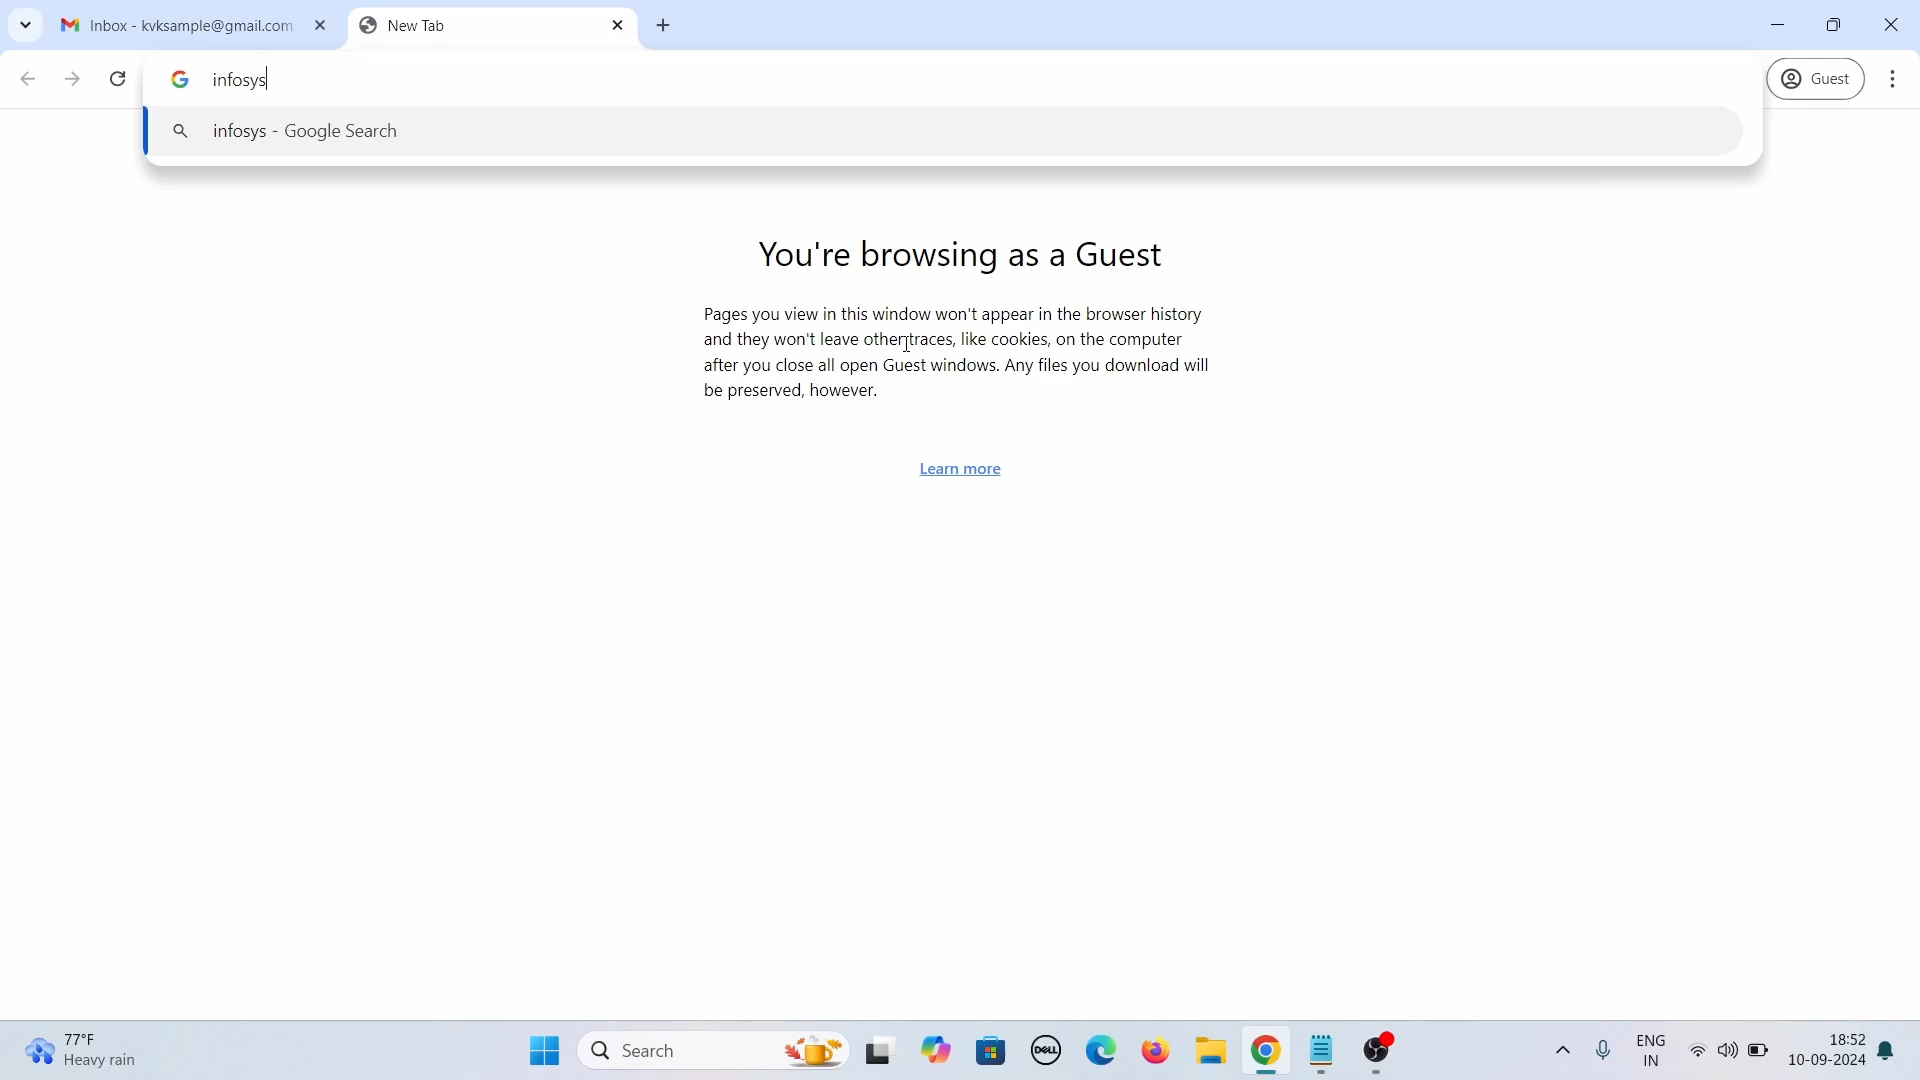 Inbox - kvksample@gmail.com
New Tab
infosys
Guest
infosys - Google Search
You're browsing as a Guest
Pages you view in this window won't appear in the browser history
and they won't leave other traces, like cookies, on the computer
after you close all open Guest windows. Any files you download will
be preserved, however.
Learn more
77°F
Heavy rain
Search
DELL
ENG
IN
18:52
10-09-2024